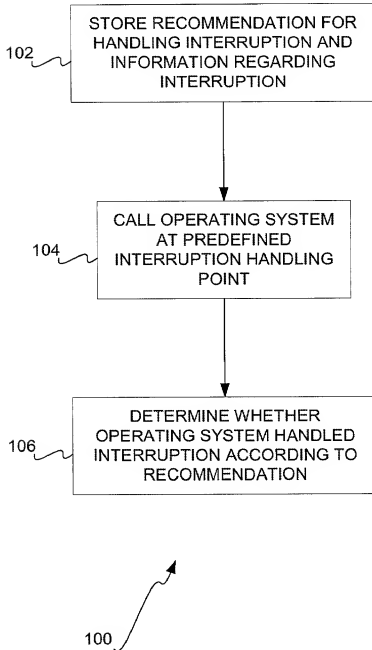 STORE RECOMMENDATION FOR
HANDLING INTERRUPTION AND
INFORMATION REGARDING
INTERRUPTION
102
CALL OPERATING SYSTEM
AT PREDEFINED
INTERRUPTION HANDLING
POINT
104
DETERMINE WHETHER
OPERATING SYSTEM HANDLED
INTERRUPTION ACCORDING TO
RECOMMENDATION
106
100